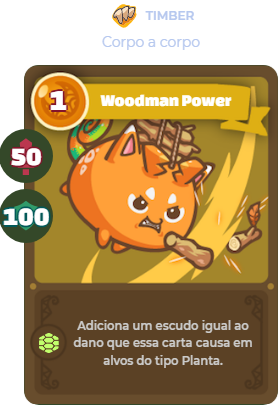 TIMBER
Corpo a corpo
1
Woodman Power
50
100
Adiciona um escudo igual ao
dano que essa carta causa em
alvos do tipo Planta.